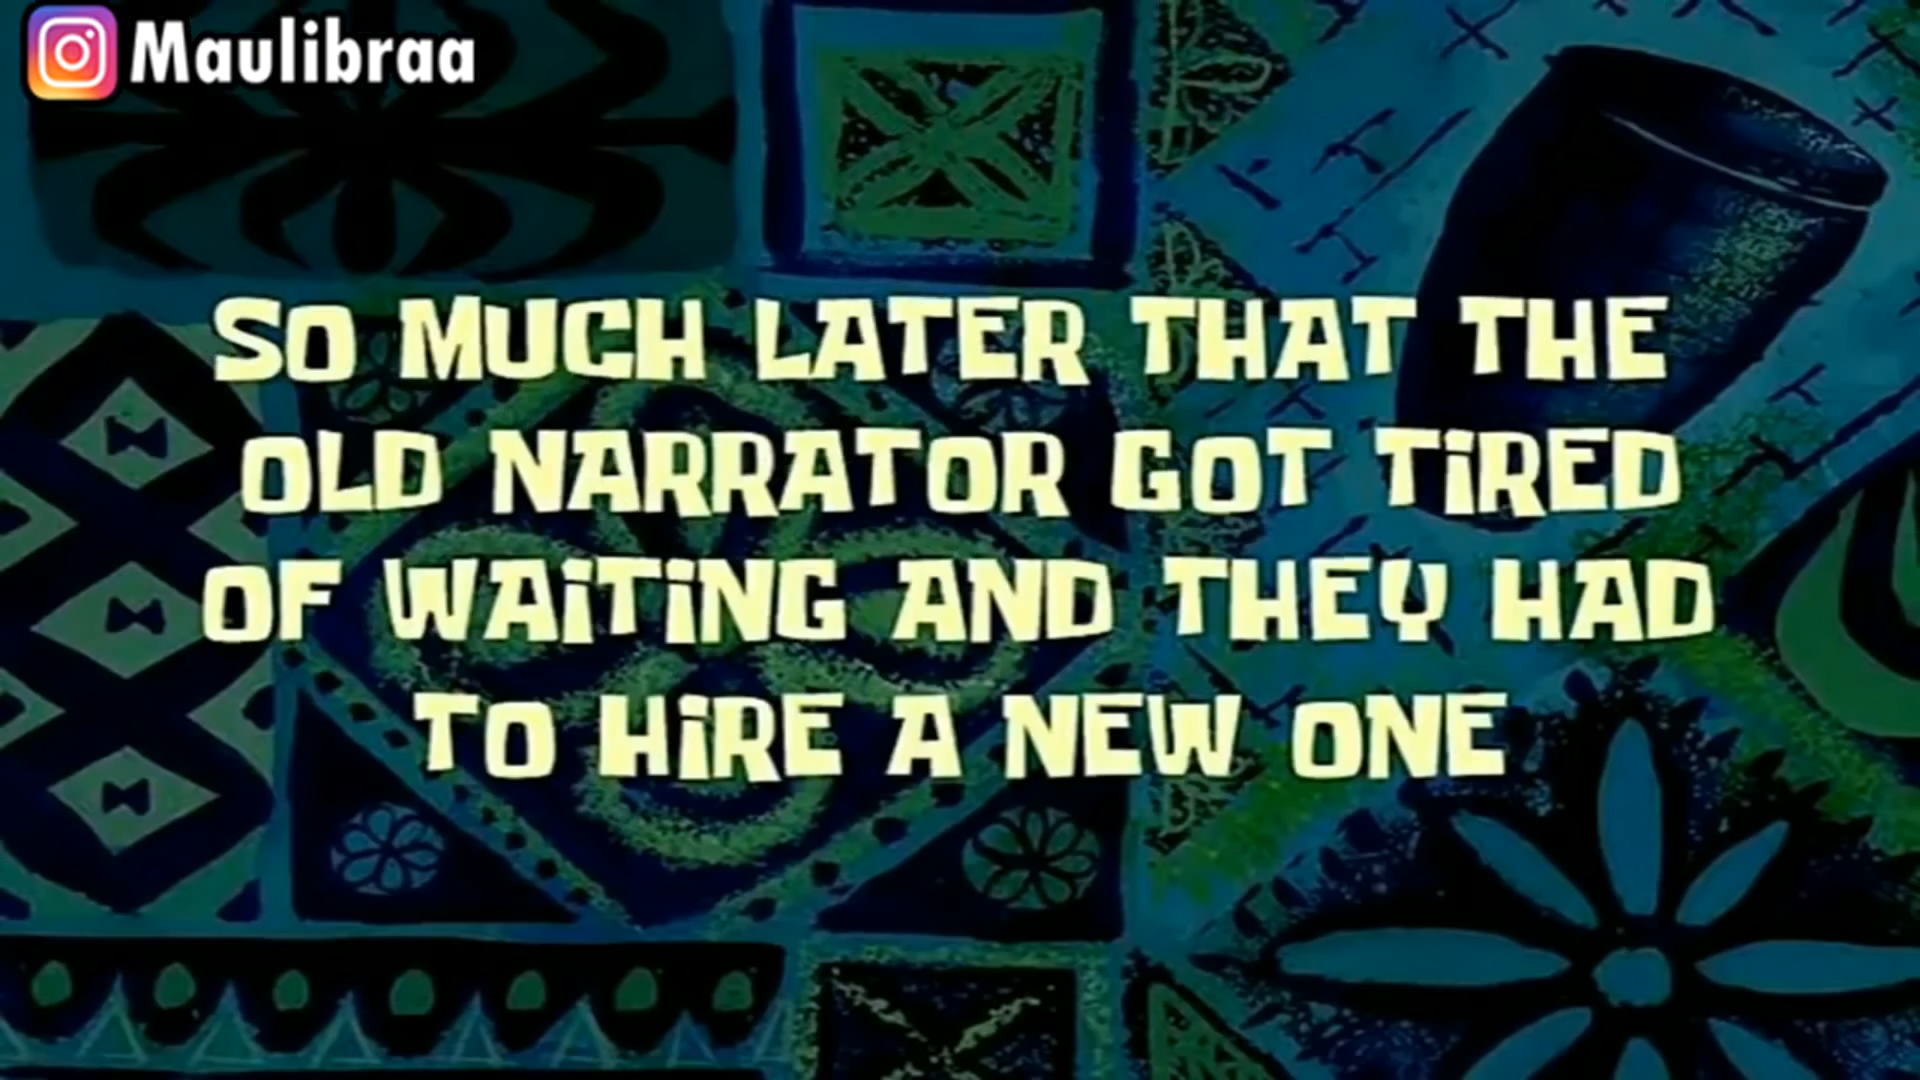 Maulibraa
SO MUCH LATER THAT THE
OLD NARRATOR GOT TiRED
OF WAiTiNG AND THEY HAD
TO HiRE A NEW ONE